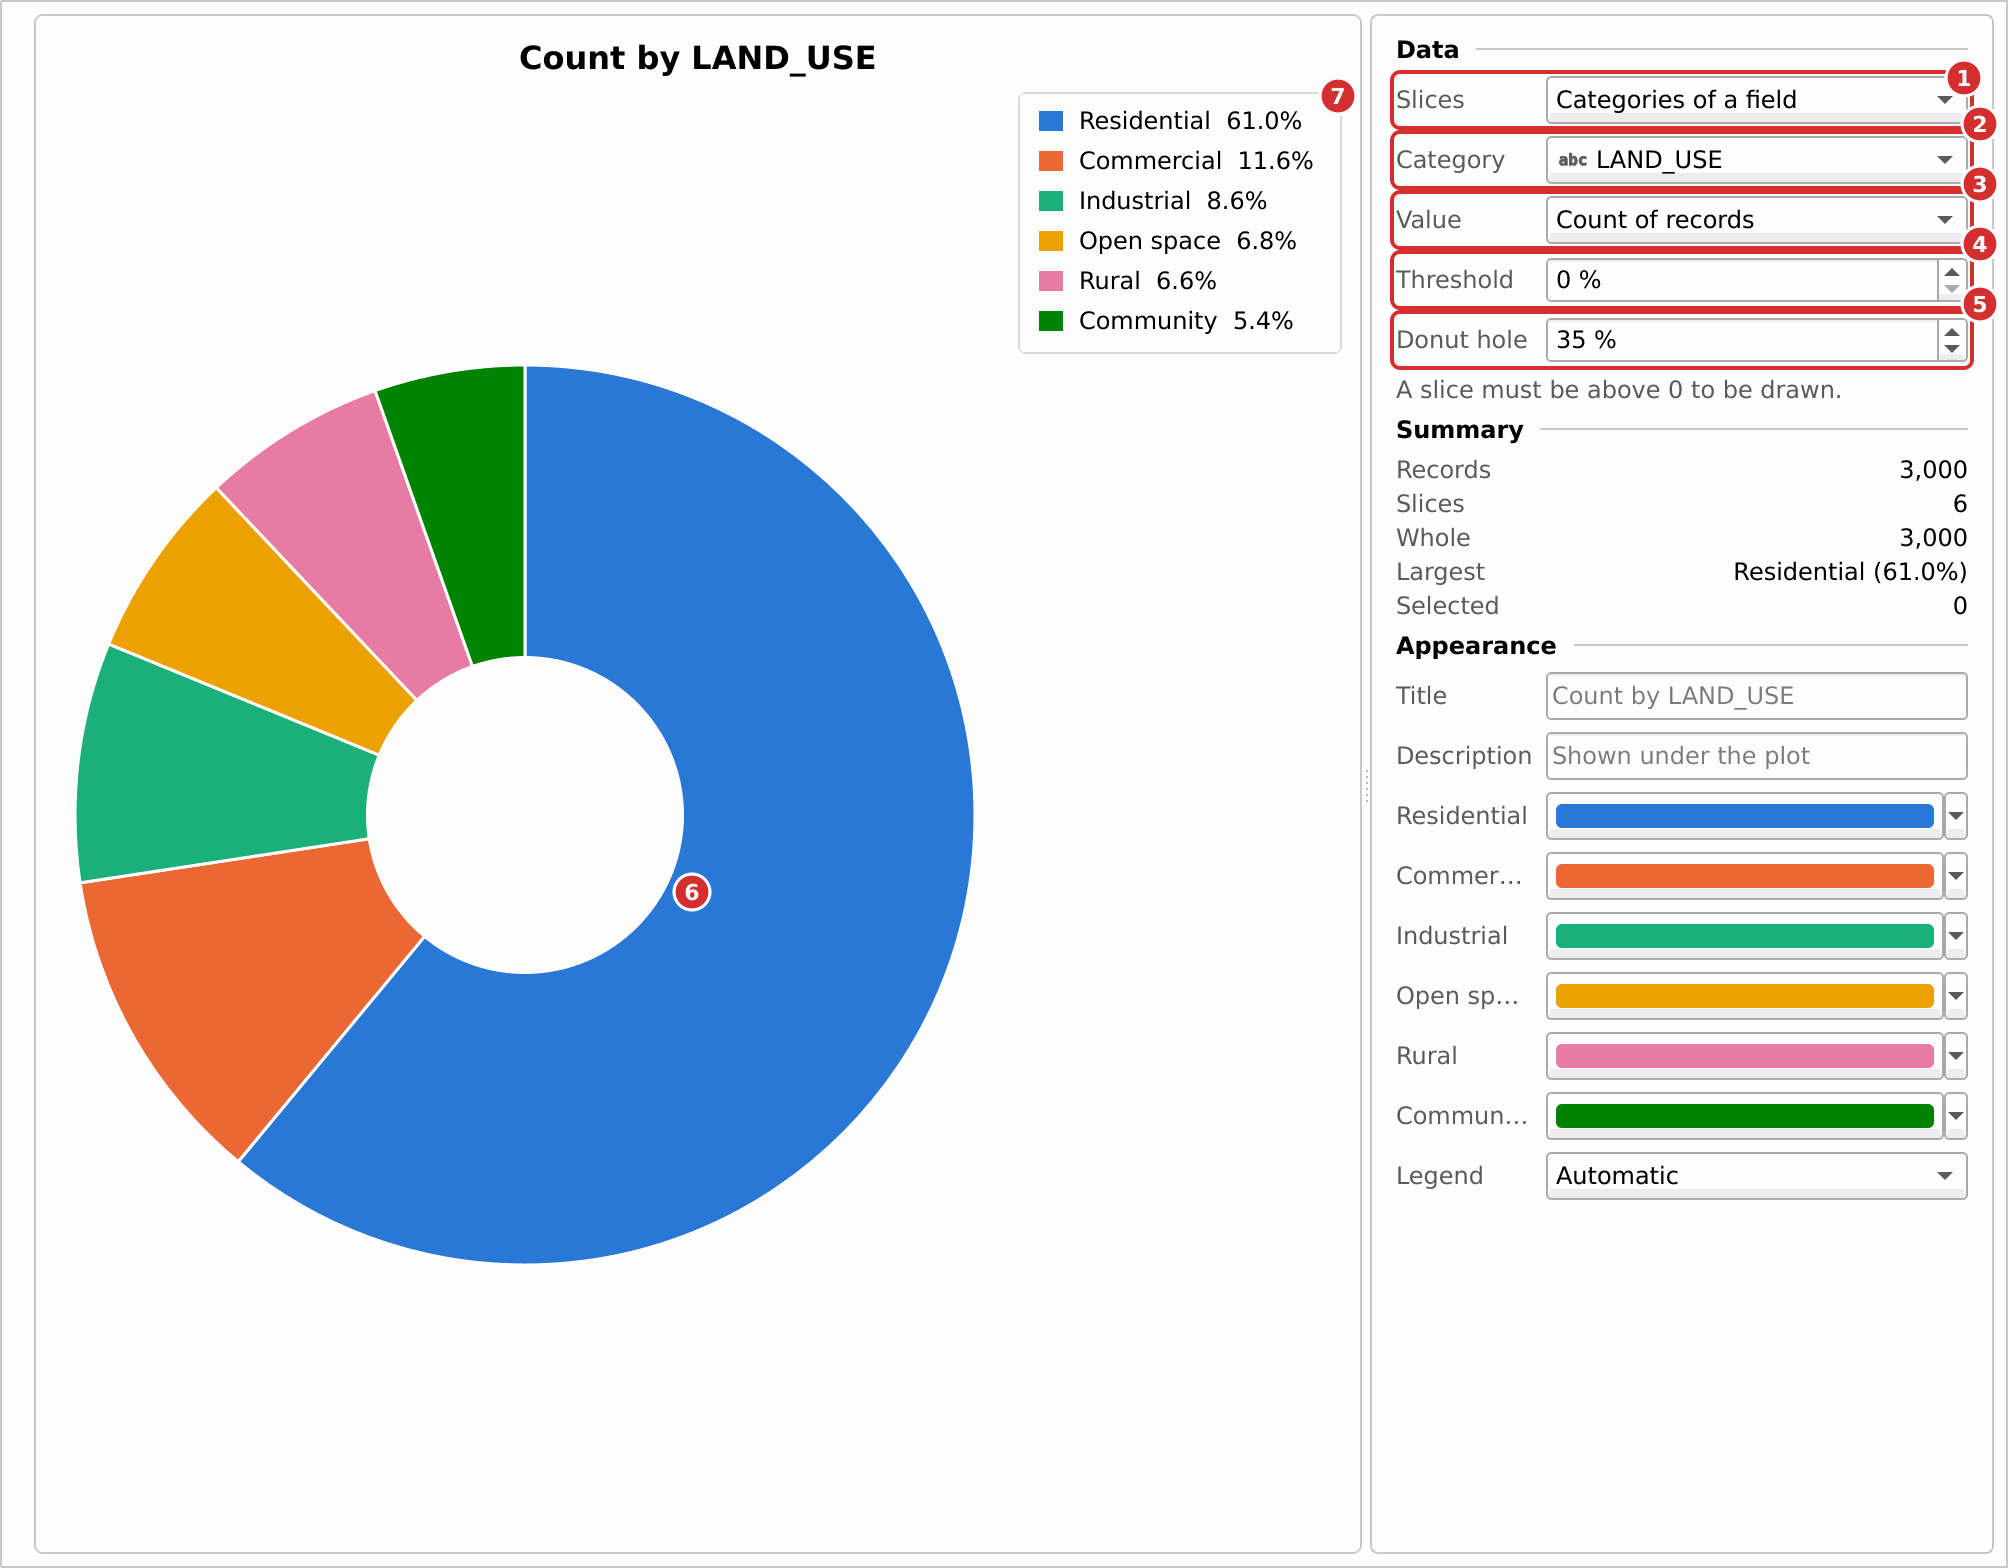 Count by LAND_USE
7
Residential 61.0%
Commercial 11.6%
Industrial 8.6%
Open space 6.8%
Rural 6.6%
Community 5.4%
6
Data
1
Slices Categories of a field
2
Category abc LAND_USE
3
Value Count of records
4
Threshold 0 %
5
Donut hole 35 %
A slice must be above 0 to be drawn.
Summary
Records 3,000
Slices 6
Whole 3,000
Largest Residential (61.0%)
Selected 0
Appearance
Title Count by LAND_USE
Description Shown under the plot
Residential
Commer...
Industrial
Open sp...
Rural
Commun...
Legend Automatic